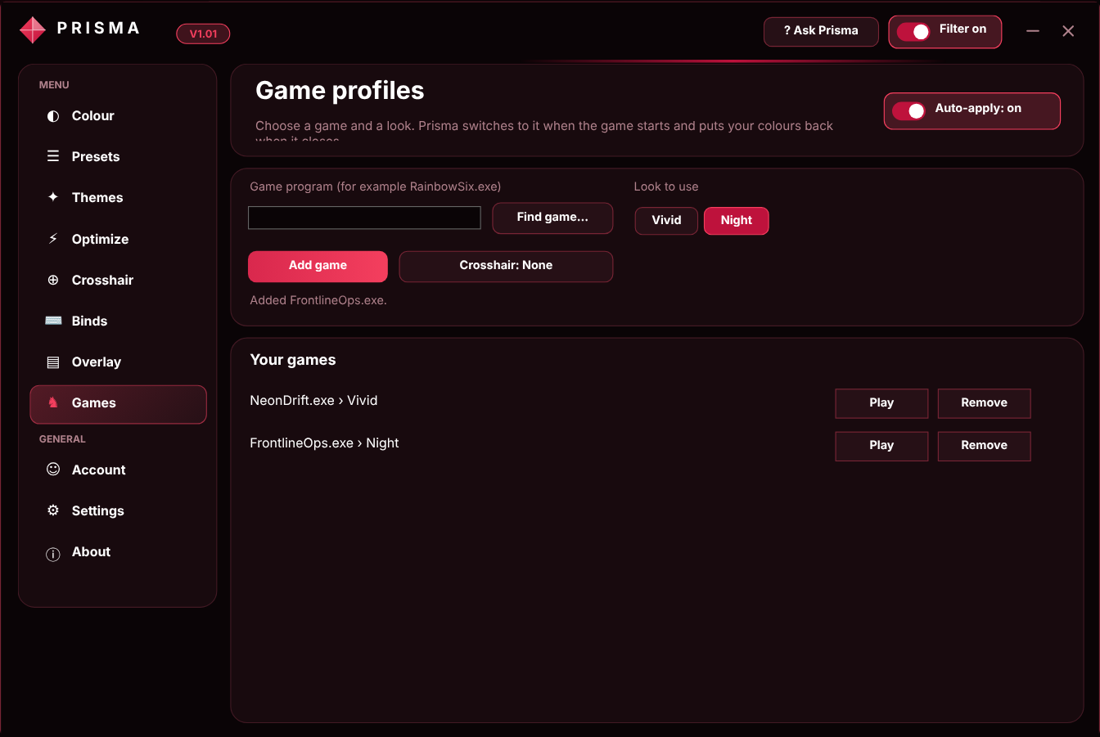 PRISMA
V1.01
? Ask Prisma
Filter on
MENU
Colour
Presets
Themes
Optimize
Crosshair
Binds
Overlay
Games
GENERAL
Account
Settings
About
Game profiles
Choose a game and a look. Prisma switches to it when the game starts and puts your colours back
when it closes.
Auto-apply: on
Game program (for example RainbowSix.exe)
Look to use
Find game...
Vivid
Night
Add game
Crosshair: None
Added FrontlineOps.exe.
Your games
NeonDrift.exe › Vivid
Play
Remove
FrontlineOps.exe › Night
Play
Remove